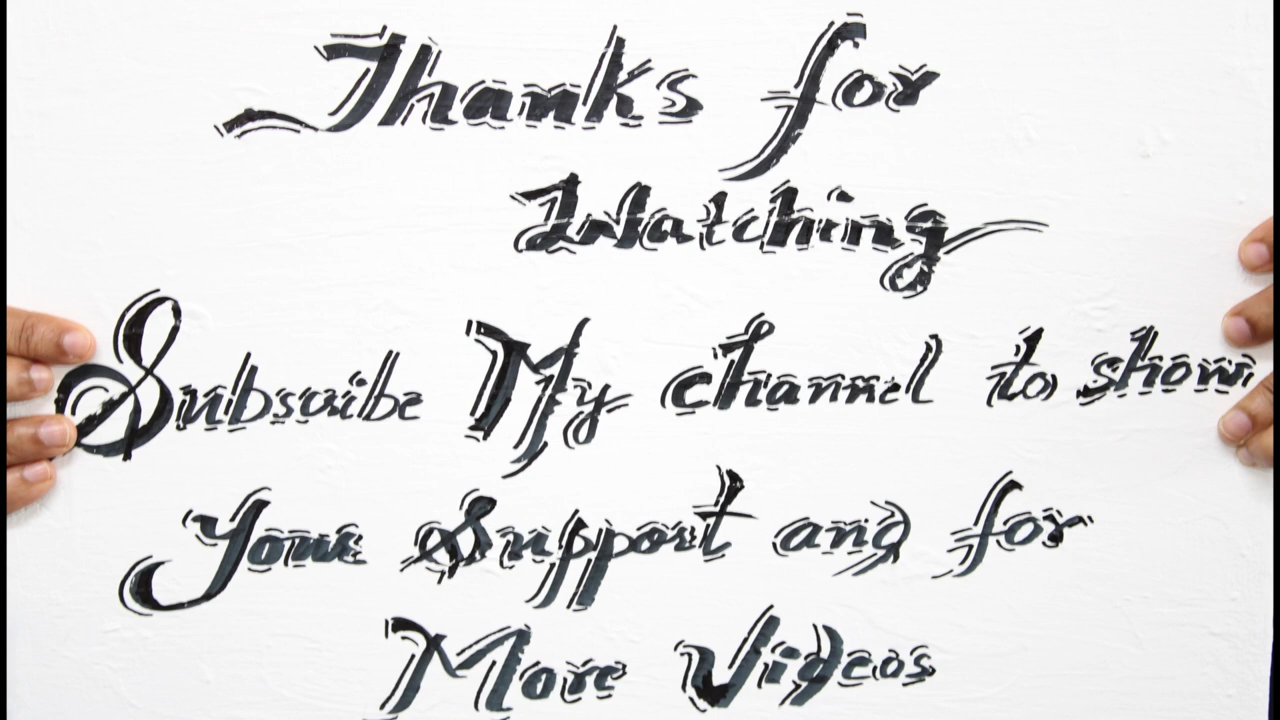 Thanks for
Watching
Subscribe My channel to show
Your Support and for
More Videos